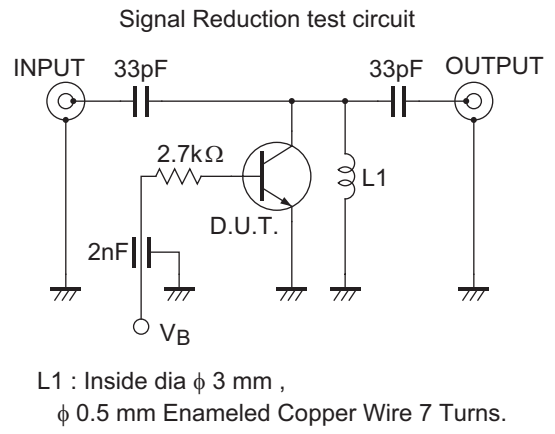 Signal Reduction test circuit
INPUT
33pF
33pF
OUTPUT
2.7kΩ
L1
D.U.T.
2nF
VB
L1 : Inside dia ϕ 3 mm ,
ϕ 0.5 mm Enameled Copper Wire 7 Turns.